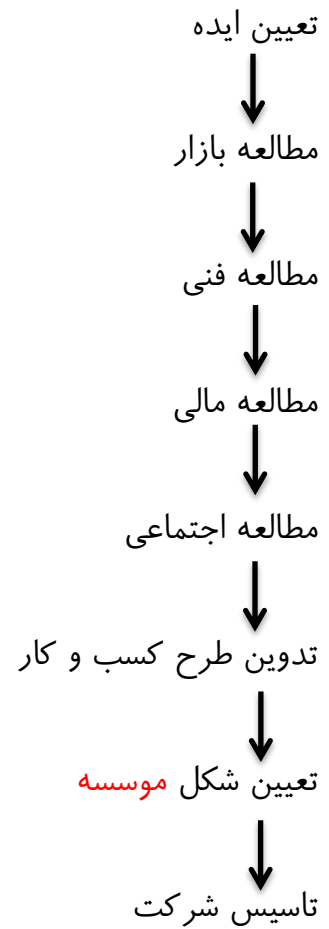 تعیین ایده
مطالعه بازار
مطالعه فنی
مطالعه مالی
مطالعه اجتماعی
تدوین طرح کسب و کار
تعیین شکل موسسه
تاسیس شرکت